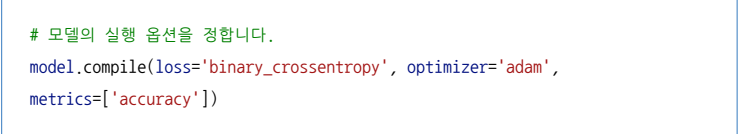 # 모델의 실행 옵션을 정합니다.
model.compile(loss='binary_crossentropy', optimizer='adam',
metrics=['accuracy'])